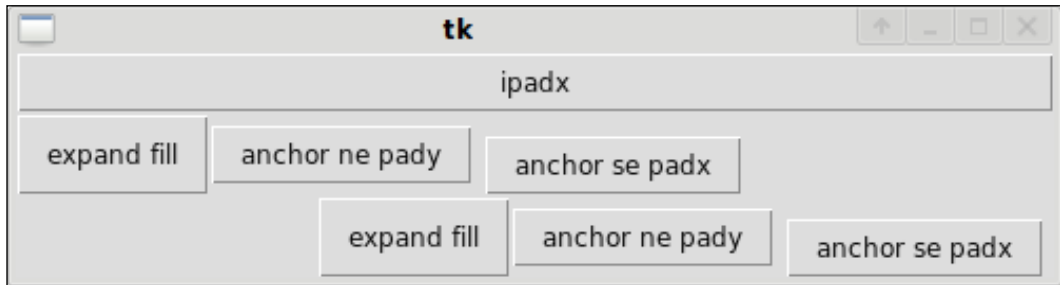 tk
ipadx
expand fill anchor ne pady anchor se padx
expand fill anchor ne pady anchor se padx